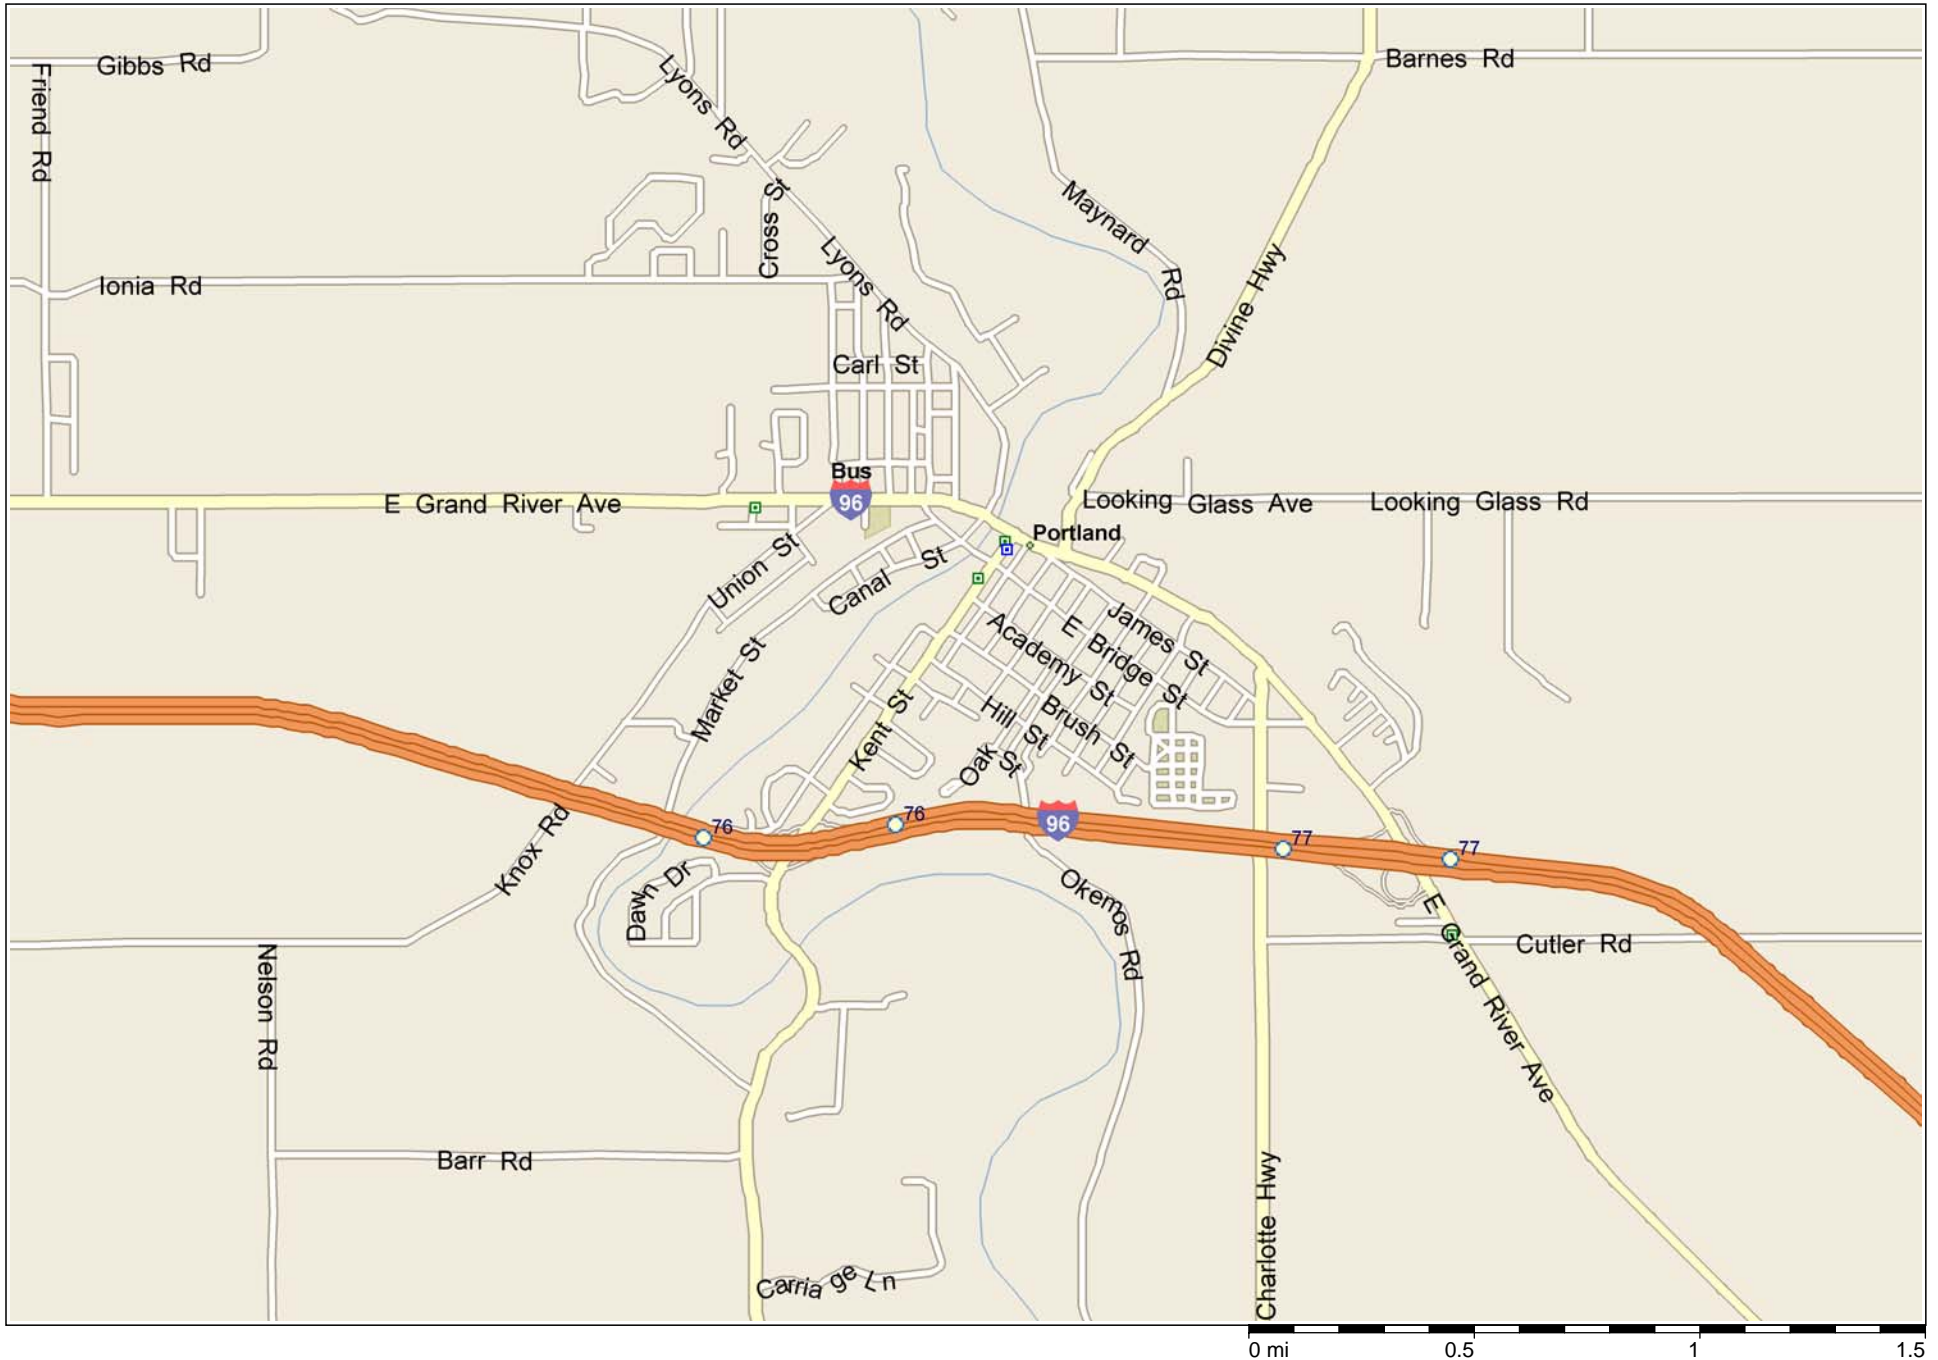 Gibbs Rd
Barnes Rd
Friend Rd
Lyons Rd
Cross St
Maynard Rd
Lyons Rd
Divine Hwy
Ionia Rd
Carl St
Bus
96
E Grand River Ave
Looking Glass Ave
Looking Glass Rd
Portland
Union St
Canal St
Market St
James St
E Bridge St
Academy St
Brush St
Hill St
Oak St
Kent St
76
76
96
77
77
Knox Rd
Dawn Dr
Okemos Rd
E Grand River Ave
Cutler Rd
Nelson Rd
Barr Rd
Charlotte Hwy
Carria ge Ln
0 mi 0.5 1 1.5